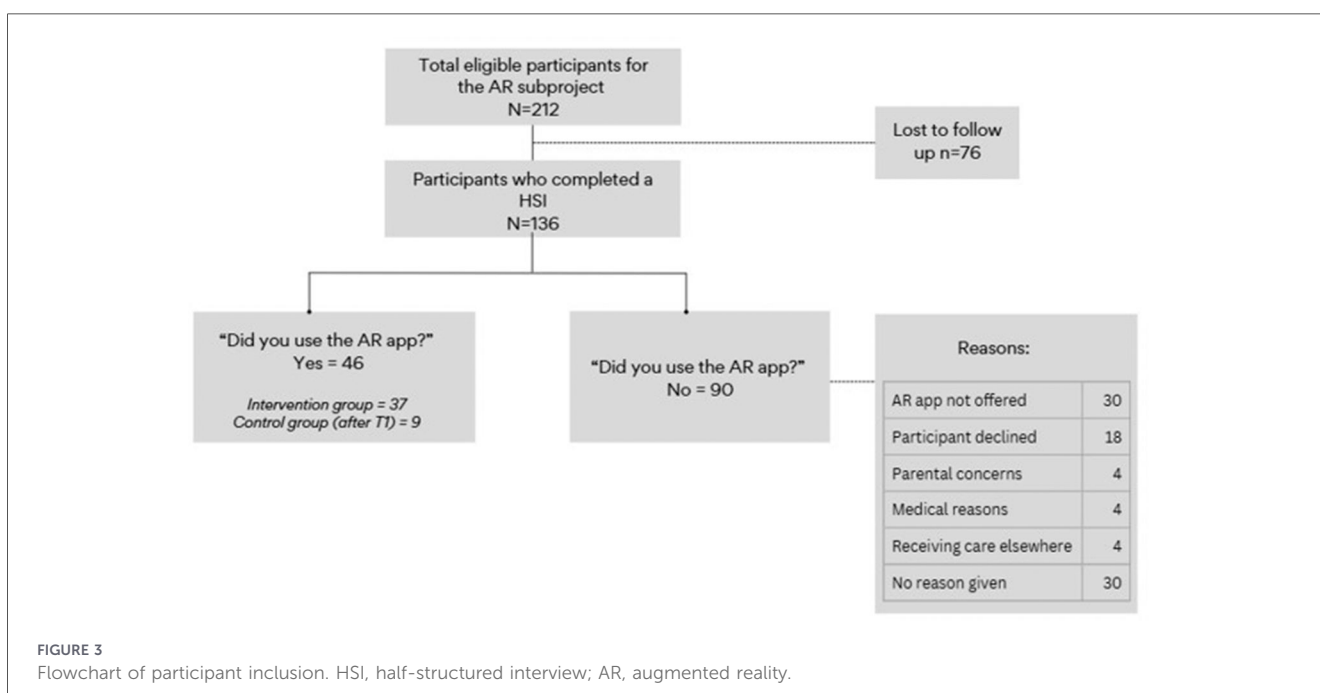 Total eligible participants for
the AR subproject
N=212
Lost to follow
up n=76
Participants who completed a
HSI
N=136
“Did you use the AR app?”
Yes = 46
Intervention group = 37
Control group (after T1) = 9
“Did you use the AR app?”
No = 90
Reasons:
AR app not offered 30
Participant declined 18
Parental concerns 4
Medical reasons 4
Receiving care elsewhere 4
No reason given 30
FIGURE 3
Flowchart of participant inclusion. HSI, half-structured interview; AR, augmented reality.